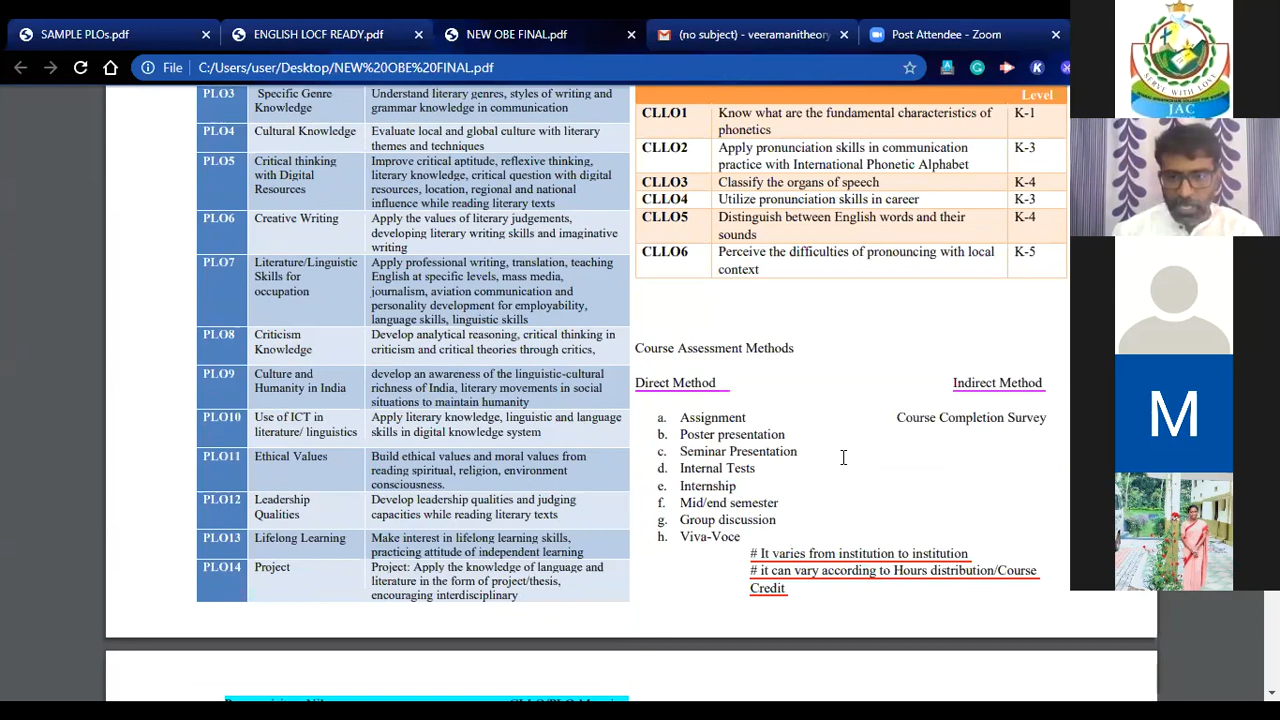 SAMPLE PLOs.pdf
ENGLISH LOCF READY.pdf
NEW OBE FINAL.pdf
(no subject) - veeramanitheory
Post Attendee - Zoom
File
C:/Users/user/Desktop/NEW%20OBE%20FINAL.pdf
PLO3 Specific Genre Understand literary genres, styles of writing and
Knowledge grammar knowledge in communication
PLO4 Cultural Knowledge Evaluate local and global culture with literary
themes and techniques
PLO5 Critical thinking Improve critical aptitude, reflexive thinking,
with Digital literary knowledge, critical question with digital
Resources resources, location, regional and national
influence while reading literary texts
PLO6 Creative Writing Apply the values of literary judgements,
developing literary writing skills and imaginative
writing
PLO7 Literature/Linguistic Apply professional writing, translation, teaching
Skills for English at specific levels, mass media,
occupation journalism, aviation communication and
personality development for employability,
language skills, linguistic skills
PLO8 Criticism Develop analytical reasoning, critical thinking in
Knowledge criticism and critical theories through critics,
PLO9 Culture and develop an awareness of the linguistic-cultural
Humanity in India richness of India, literary movements in social
situations to maintain humanity
PLO10 Use of ICT in Apply literary knowledge, linguistic and language
literature/ linguistics skills in digital knowledge system
PLO11 Ethical Values Build ethical values and moral values from
reading spiritual, religion, environment
consciousness.
PLO12 Leadership Develop leadership qualities and judging
Qualities capacities while reading literary texts
PLO13 Lifelong Learning Make interest in lifelong learning skills,
practicing attitude of independent learning
PLO14 Project Project: Apply the knowledge of language and
literature in the form of project/thesis,
encouraging interdisciplinary
Level
CLLO1 Know what are the fundamental characteristics of K-1
phonetics
CLLO2 Apply pronunciation skills in communication K-3
practice with International Phonetic Alphabet
CLLO3 Classify the organs of speech K-4
CLLO4 Utilize pronunciation skills in career K-3
CLLO5 Distinguish between English words and their K-4
sounds
CLLO6 Perceive the difficulties of pronouncing with local K-5
context
Course Assessment Methods
Direct Method Indirect Method
a. Assignment Course Completion Survey
b. Poster presentation
c. Seminar Presentation
d. Internal Tests
e. Internship
f. Mid/end semester
g. Group discussion
h. Viva-Voce
# It varies from institution to institution
# it can vary according to Hours distribution/Course
Credit
SERVE WITH LOVE
JAC
M